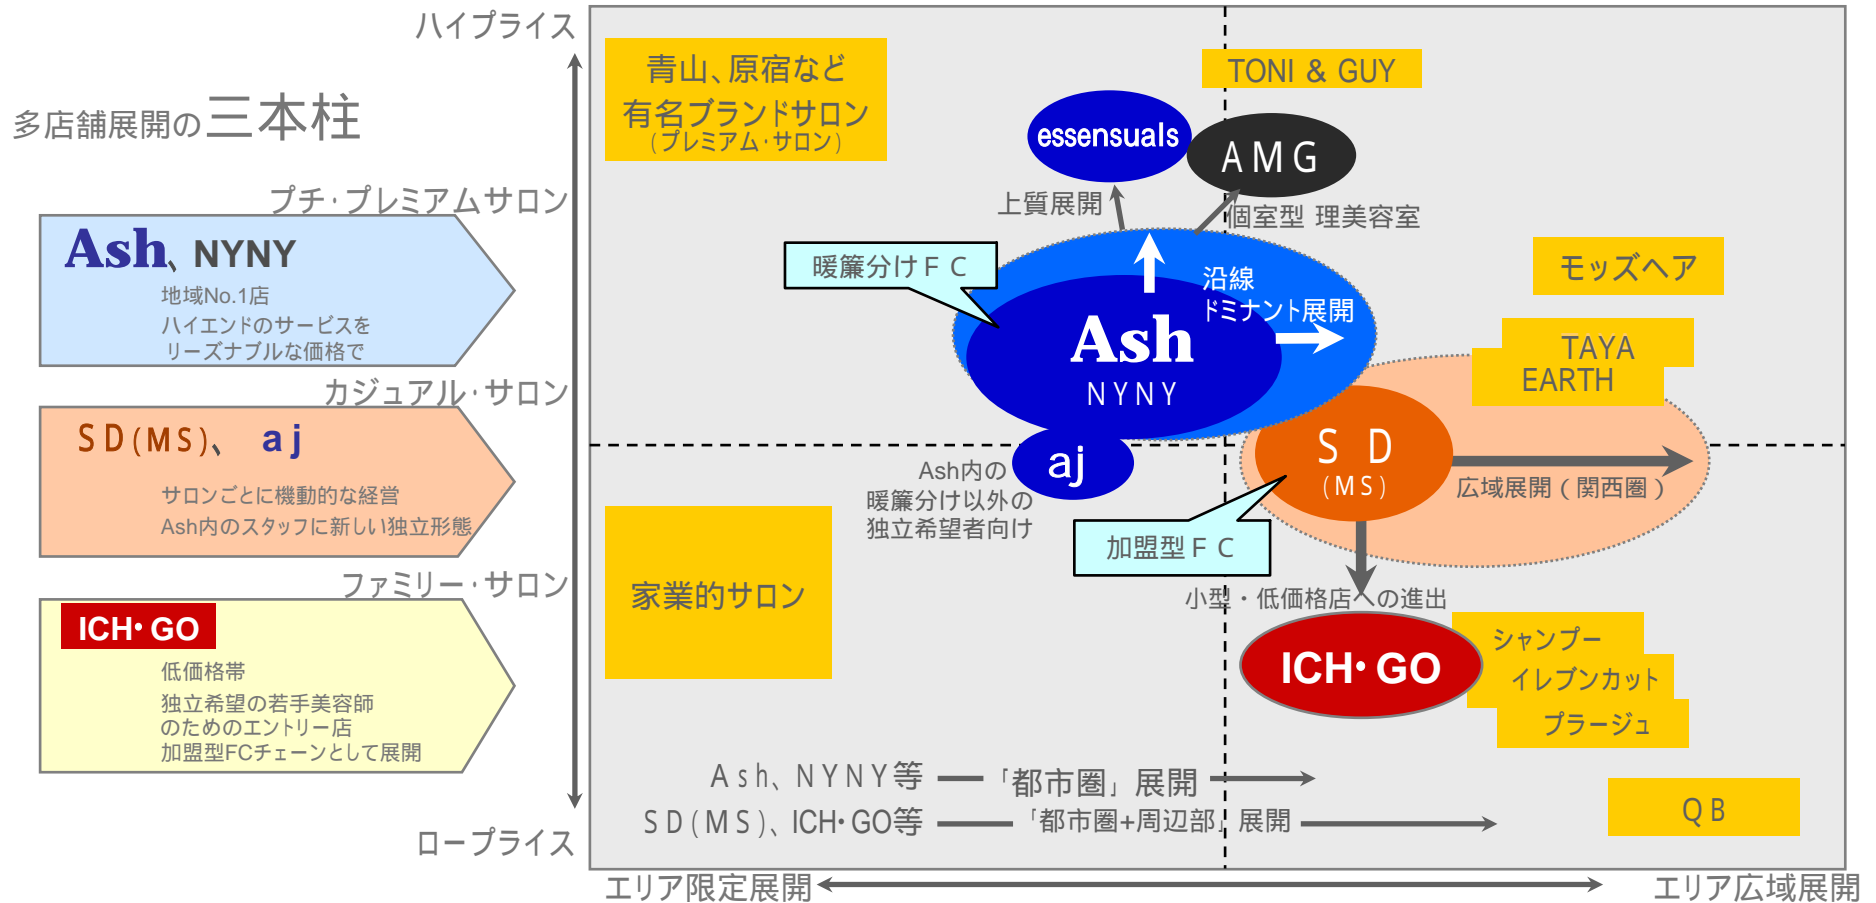 ハイプライス
多店舗展開の三本柱
プチ・プレミアムサロン
Ash、NYNY
地域No.1店
ハイエンドのサービスを
リーズナブルな価格で
カジュアル・サロン
SD(MS)、 aj
サロンごとに機動的な経営
Ash内のスタッフに新しい独立形態
ファミリー・サロン
ICH・GO
低価格帯
独立希望の若手美容師
のためのエントリー店
加盟型FCチェーンとして展開
ロープライス
青山、原宿など
有名ブランドサロン
(プレミアム・サロン)
TONI & GUY
essensuals
AMG
上質展開
個室型 理美容室
暖簾分けFC
沿線
ドミナント展開
Ash
NYNY
モッズヘア
TAYA
EARTH
aj
Ash内の
暖簾分け以外の
独立希望者向け
SD
(MS)
広域展開(関西圏)
加盟型FC
家業的サロン
小型・低価格店への進出
ICH・GO
シャンプー
イレブンカット
プラージュ
Ash、NYNY等 「都市圏」展開
SD(MS)、ICH・GO等 「都市圏+周辺部」展開
QB
エリア限定展開
エリア広域展開